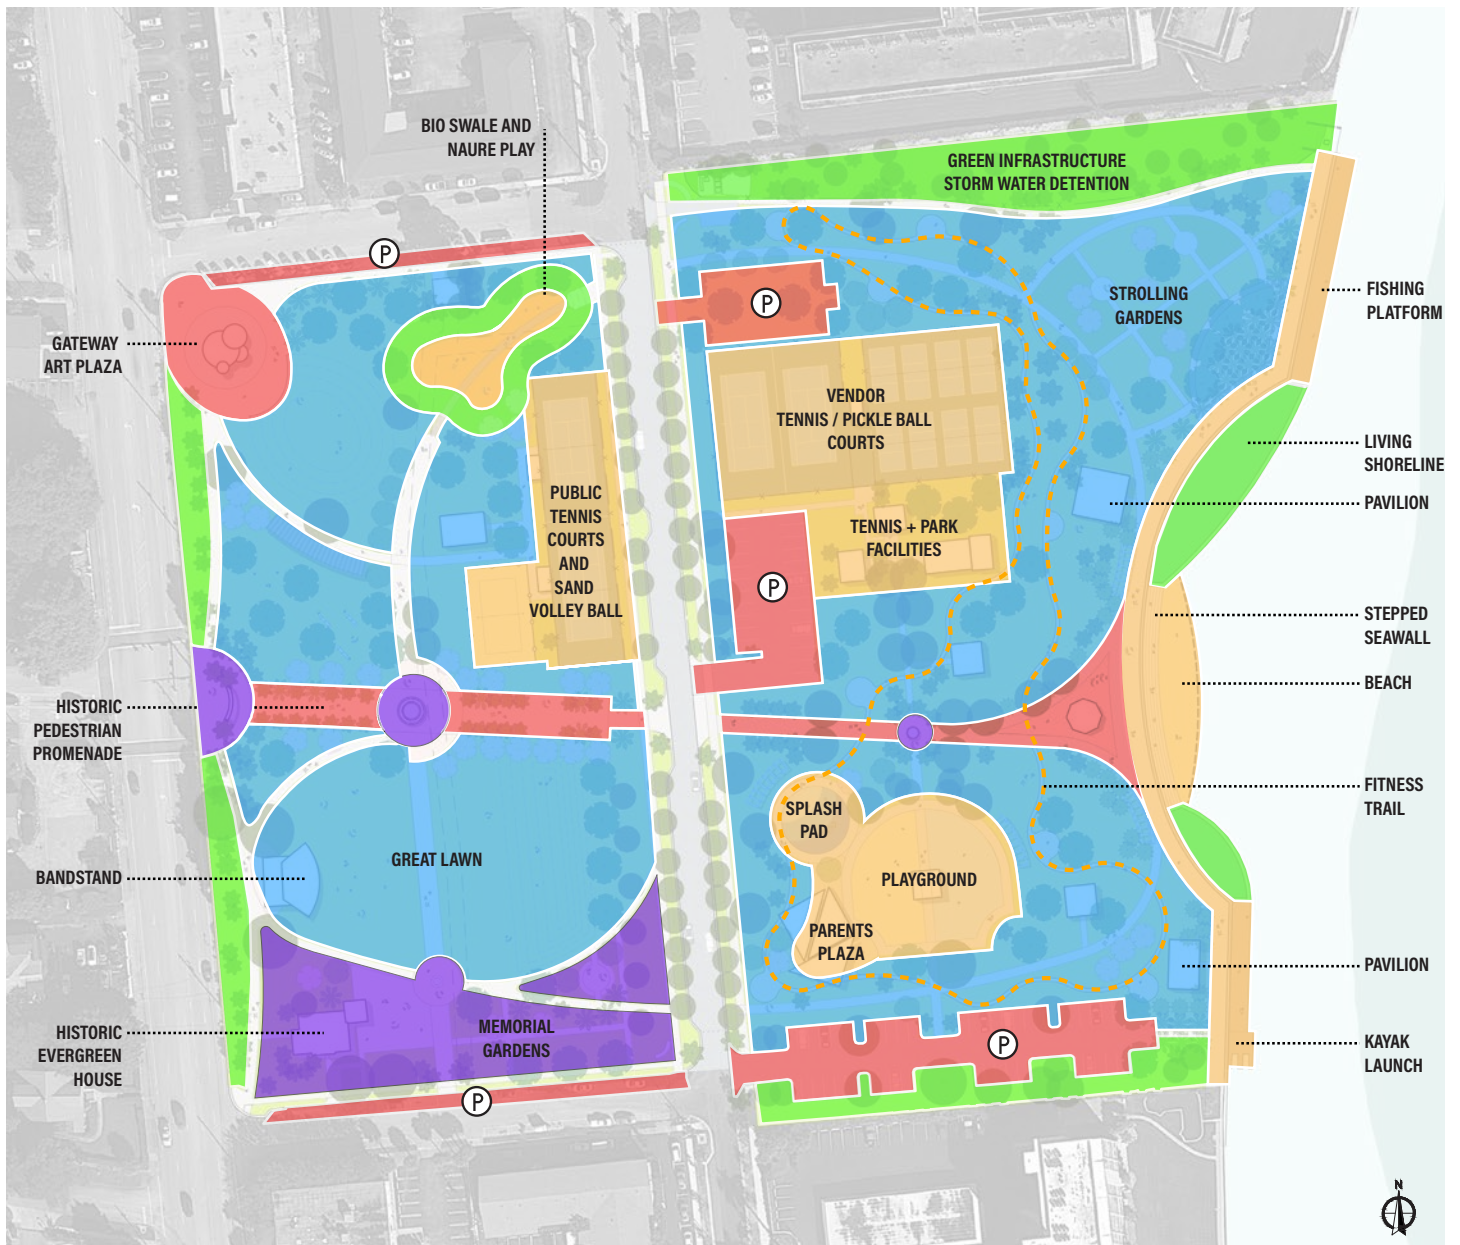 BIO SWALE AND
NAURE PLAY
GREEN INFRASTRUCTURE
STORM WATER DETENTION
P
P
STROLLING
GARDENS
FISHING
PLATFORM
GATEWAY
ART PLAZA
VENDOR
TENNIS / PICKLE BALL
COURTS
LIVING
SHORELINE
PAVILION
PUBLIC
TENNIS
COURTS
AND
SAND
VOLLEY BALL
TENNIS + PARK
FACILITIES
P
STEPPED
SEAWALL
BEACH
HISTORIC
PEDESTRIAN
PROMENADE
FITNESS
TRAIL
SPLASH
PAD
GREAT LAWN
BANDSTAND
PLAYGROUND
PARENTS
PLAZA
PAVILION
HISTORIC
EVERGREEN
HOUSE
MEMORIAL
GARDENS
P
KAYAK
LAUNCH
P
N